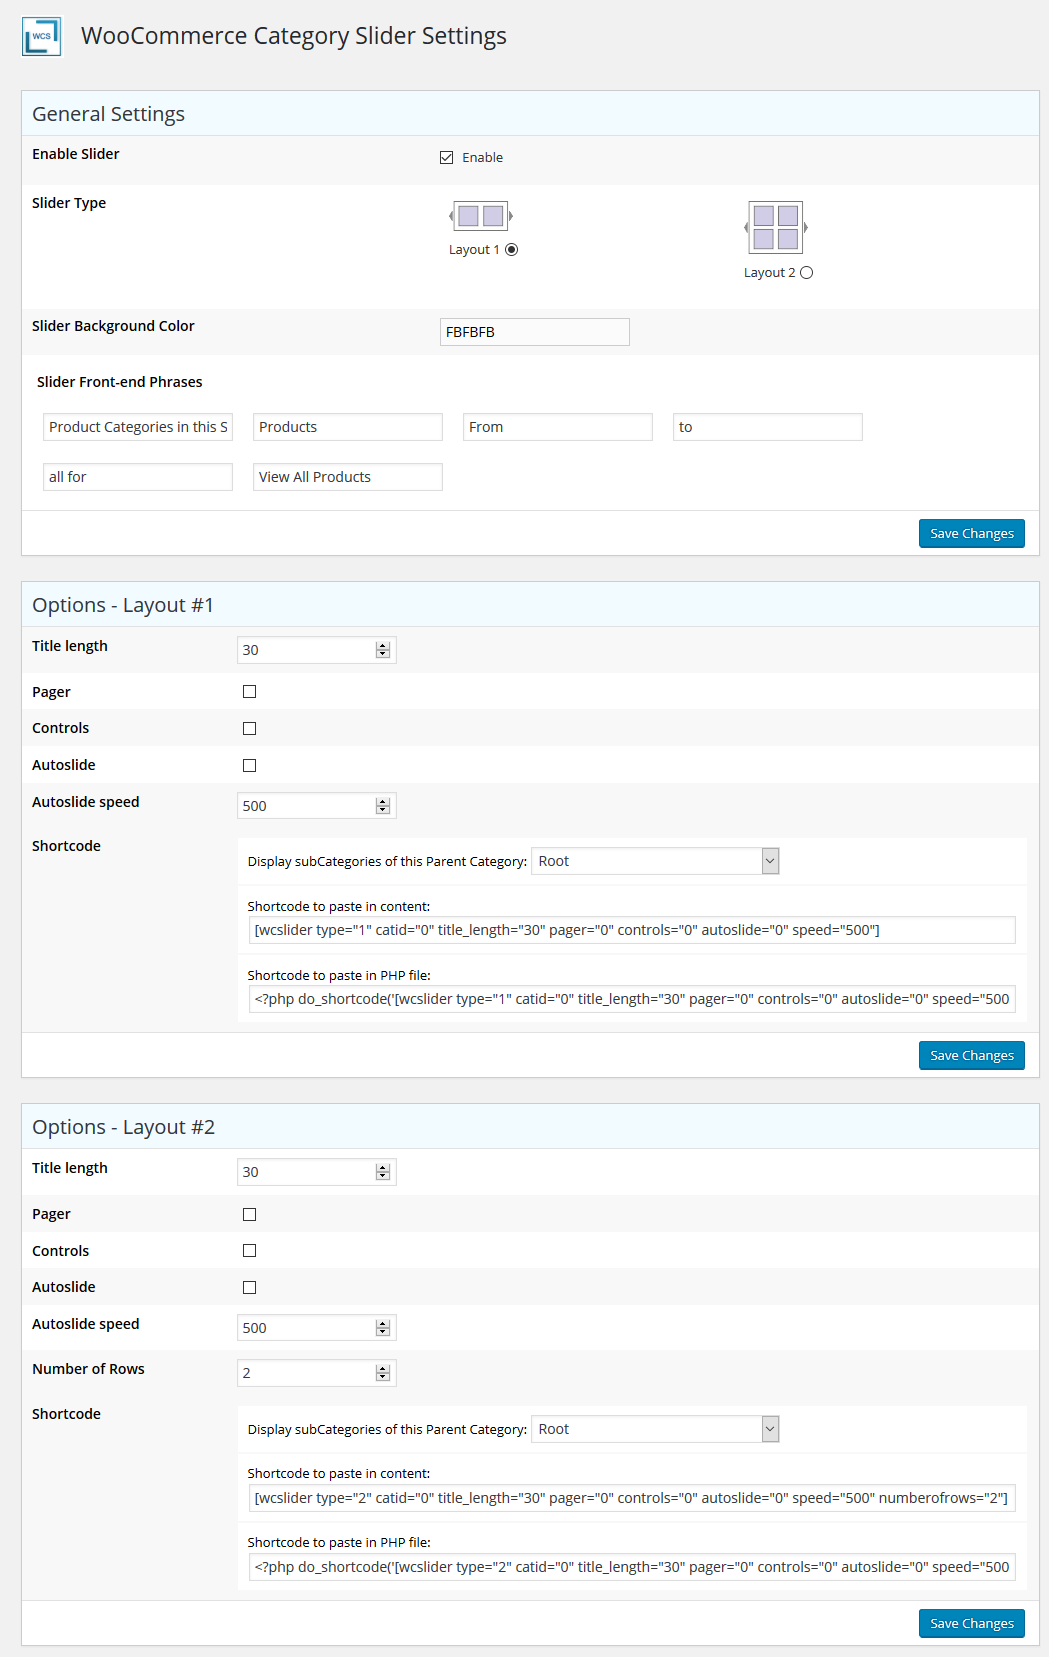 WCS
WooCommerce Category Slider Settings
General Settings
Enable Slider
Enable
Slider Type
Layout 1
Layout 2
Slider Background Color
FBFBFB
Slider Front-end Phrases
Product Categories in this S
Products
From
to
all for
View All Products
Save Changes
Options - Layout #1
Title length
30
Pager
Controls
Autoslide
Autoslide speed
500
Shortcode
Display subCategories of this Parent Category:
Root
Shortcode to paste in content:
[wcslider type="1" catid="0" title_length="30" pager="0" controls="0" autoslide="0" speed="500"]
Shortcode to paste in PHP file:
<?php do_shortcode('[wcslider type="1" catid="0" title_length="30" pager="0" controls="0" autoslide="0" speed="500
Save Changes
Options - Layout #2
Title length
30
Pager
Controls
Autoslide
Autoslide speed
500
Number of Rows
2
Shortcode
Display subCategories of this Parent Category:
Root
Shortcode to paste in content:
[wcslider type="2" catid="0" title_length="30" pager="0" controls="0" autoslide="0" speed="500" numberofrows="2"]
Shortcode to paste in PHP file:
<?php do_shortcode('[wcslider type="2" catid="0" title_length="30" pager="0" controls="0" autoslide="0" speed="500
Save Changes